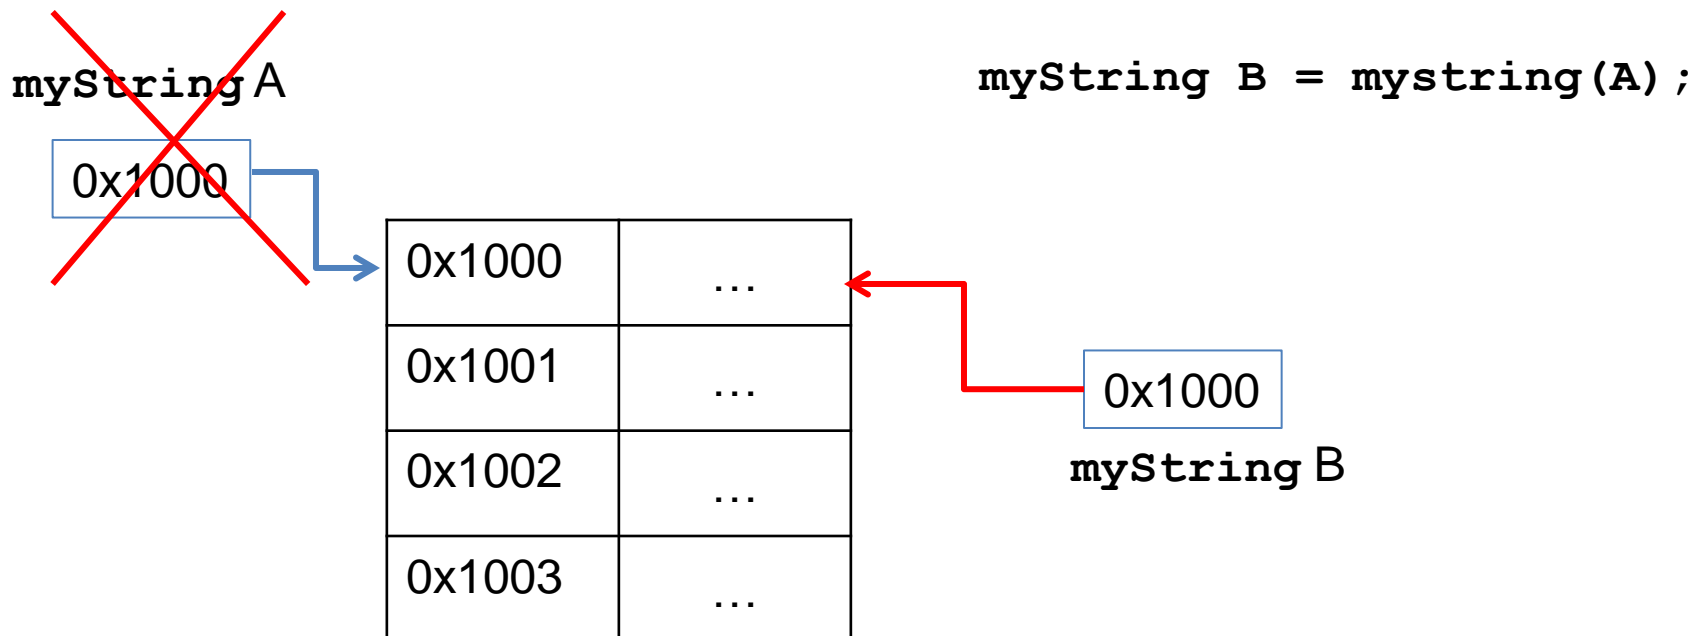 myString A
myString B = mystring(A);
0x1000
0x1000 ...
0x1001 ...
0x1000
0x1002 ...
myString B
0x1003 ...